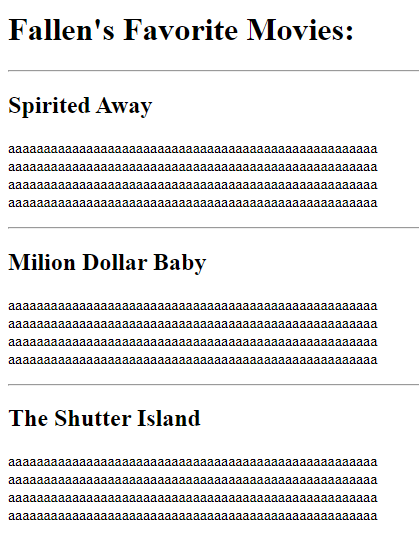 Fallen's Favorite Movies:
Spirited Away
aaaaaaaaaaaaaaaaaaaaaaaaaaaaaaaaaaaaaaaaaaaaaaaaaaaa
aaaaaaaaaaaaaaaaaaaaaaaaaaaaaaaaaaaaaaaaaaaaaaaaaaaa
aaaaaaaaaaaaaaaaaaaaaaaaaaaaaaaaaaaaaaaaaaaaaaaaaaaa
aaaaaaaaaaaaaaaaaaaaaaaaaaaaaaaaaaaaaaaaaaaaaaaaaaaa
Milion Dollar Baby
aaaaaaaaaaaaaaaaaaaaaaaaaaaaaaaaaaaaaaaaaaaaaaaaaaaa
aaaaaaaaaaaaaaaaaaaaaaaaaaaaaaaaaaaaaaaaaaaaaaaaaaaa
aaaaaaaaaaaaaaaaaaaaaaaaaaaaaaaaaaaaaaaaaaaaaaaaaaaa
aaaaaaaaaaaaaaaaaaaaaaaaaaaaaaaaaaaaaaaaaaaaaaaaaaaa
The Shutter Island
aaaaaaaaaaaaaaaaaaaaaaaaaaaaaaaaaaaaaaaaaaaaaaaaaaaa
aaaaaaaaaaaaaaaaaaaaaaaaaaaaaaaaaaaaaaaaaaaaaaaaaaaa
aaaaaaaaaaaaaaaaaaaaaaaaaaaaaaaaaaaaaaaaaaaaaaaaaaaa
aaaaaaaaaaaaaaaaaaaaaaaaaaaaaaaaaaaaaaaaaaaaaaaaaaaa